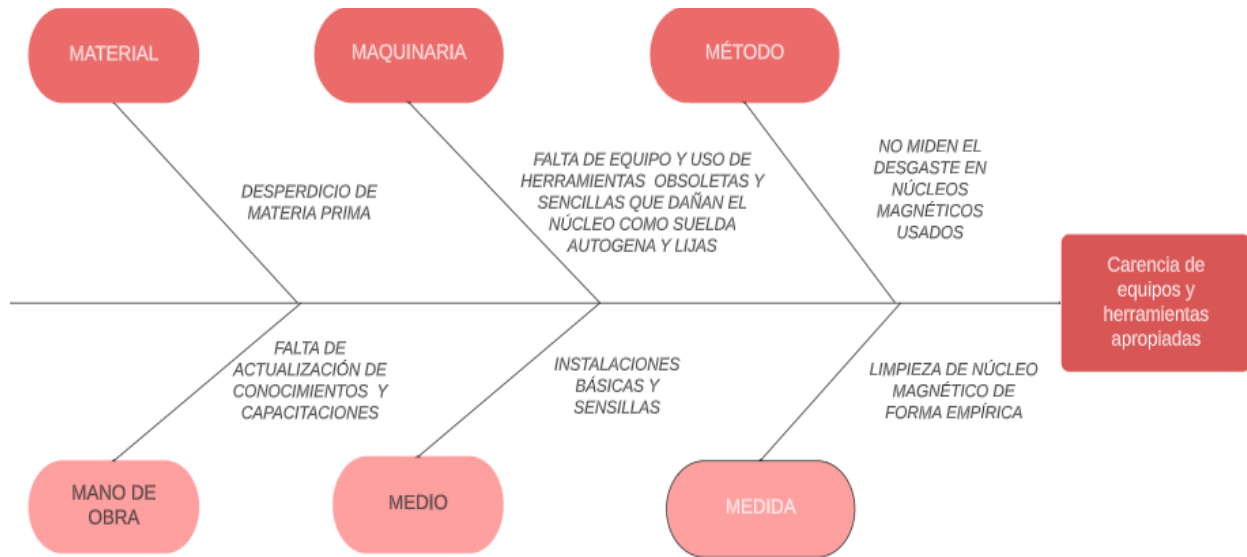 MATERIAL
MAQUINARIA
MÉTODO
DESPERDICIO DE
MATERIA PRIMA
FALTA DE EQUIPO Y USO DE
HERRAMIENTAS OBSOLETAS Y
SENCILLAS QUE DAÑAN EL
NÚCLEO COMO SUELDA
AUTOGENA Y LIJAS
NO MIDEN EL
DESGASTE EN
NÚCLEOS
MAGNÉTICOS
USADOS
Carencia de
equipos y
herramientas
apropiadas
FALTA DE
ACTUALIZACIÓN DE
CONOCIMIENTOS Y
CAPACITACIONES
INSTALACIONES
BÁSICAS Y
SENSILLAS
LIMPIEZA DE NÚCLEO
MAGNÉTICO DE
FORMA EMPÍRICA
MANO DE
OBRA
MEDIO
MEDIDA